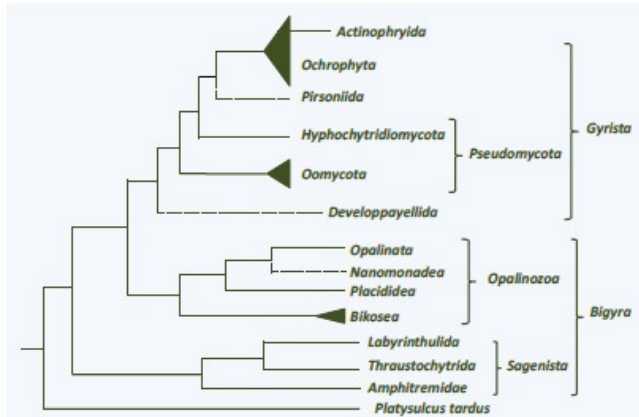 Actinophryida
Ochrophyta
Pirsoniida
Gyrista
Hyphochytridiomycota
Pseudomycota
Oomycota
Developpayellida
Opalinata
Nanomonadea
Opalinozoa
Placididea
Bikosea
Bigyra
Labyrinthulida
Thraustochytrida
Sagenista
Amphitremidae
Platysulcus tardus